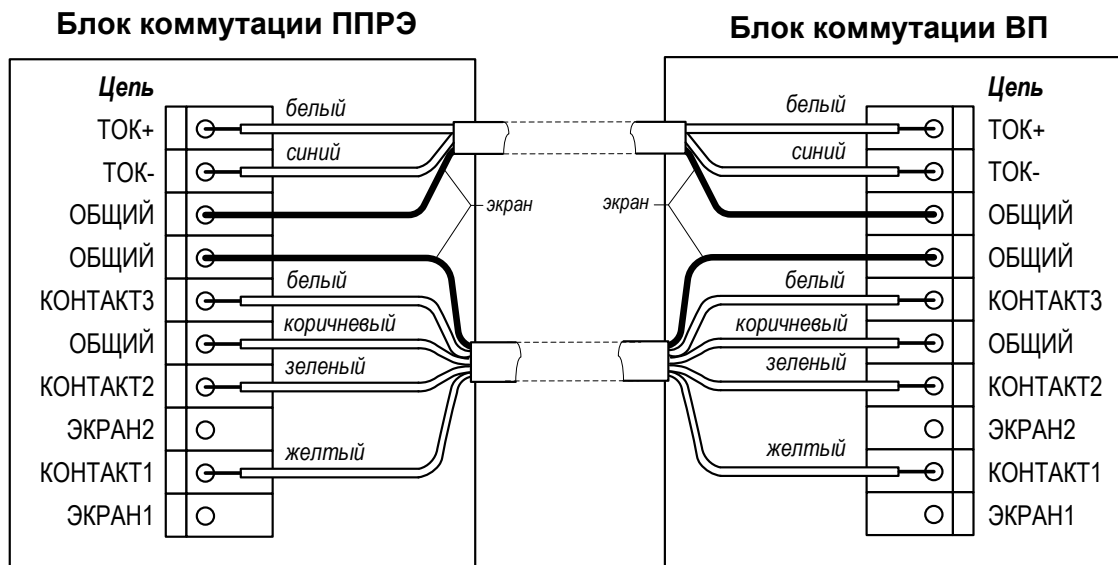 Блок коммутации ППРЭ
Блок коммутации ВП
Цепь
ТОК+
ТОК-
ОБЩИЙ
ОБЩИЙ
КОНТАКТ3
ОБЩИЙ
КОНТАКТ2
ЭКРАН2
КОНТАКТ1
ЭКРАН1
белый
синий
экран
белый
коричневый
зеленый
желтый
белый
синий
экран
белый
коричневый
зеленый
желтый
Цепь
ТОК+
ТОК-
ОБЩИЙ
ОБЩИЙ
КОНТАКТ3
ОБЩИЙ
КОНТАКТ2
ЭКРАН2
КОНТАКТ1
ЭКРАН1